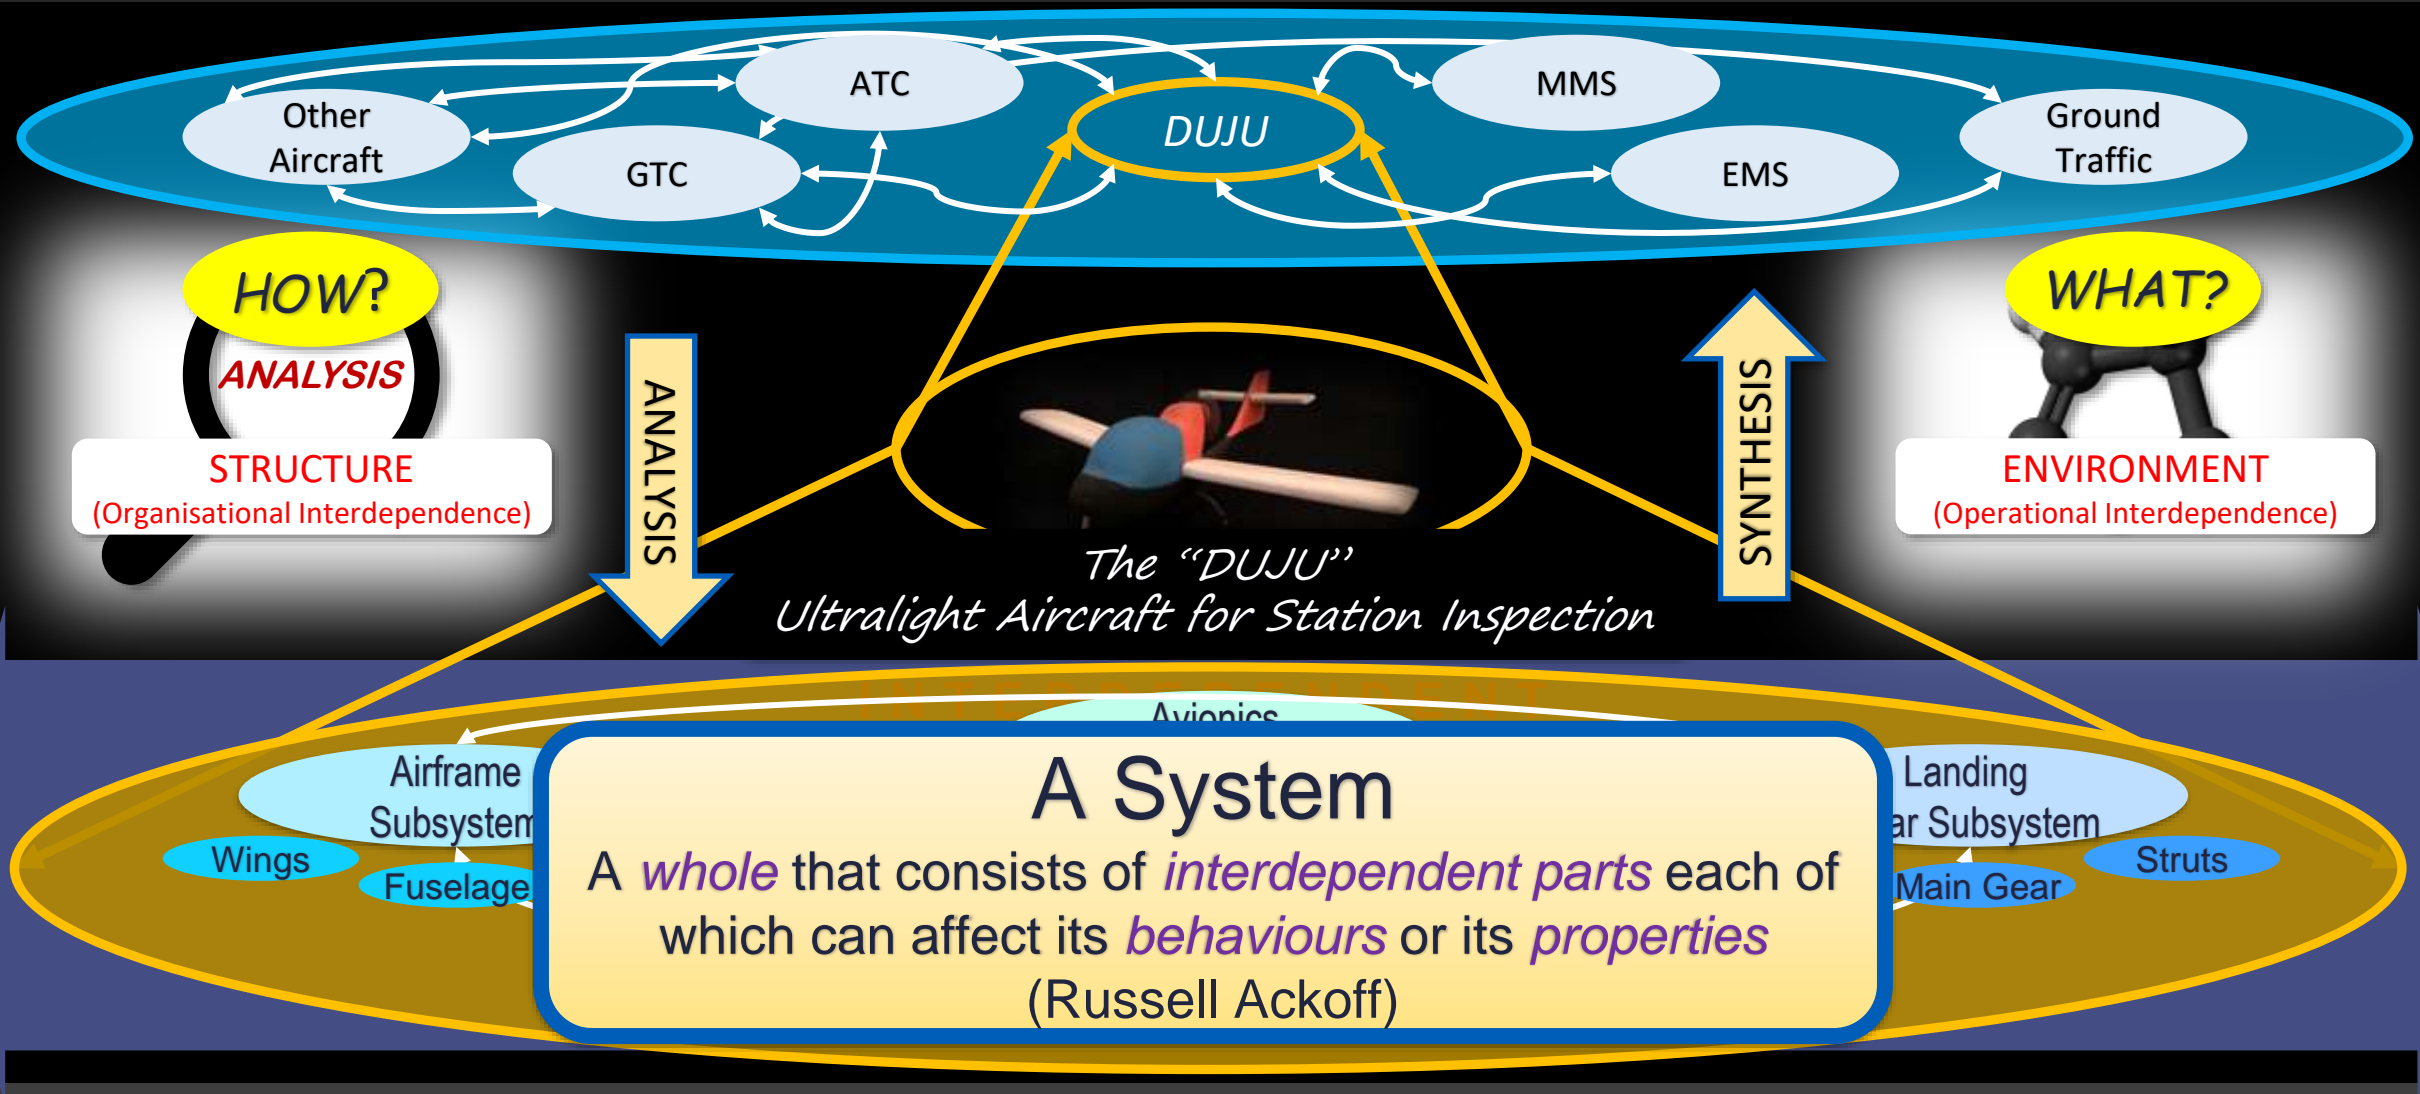 Other
Aircraft
ATC
GTC
DUJU
MMS
EMS
Ground
Traffic
HOW?
ANALYSIS
STRUCTURE
(Organisational Interdependence)
ANALYSIS
The “DUJU”
Ultralight Aircraft for Station Inspection
SYNTHESIS
WHAT?
ENVIRONMENT
(Operational Interdependence)
Avionics
Airframe
Subsystem
Wings
Fuselage
A System
A whole that consists of interdependent parts each of
which can affect its behaviours or its properties
(Russell Ackoff)
Landing
ar Subsystem
Main Gear
Struts